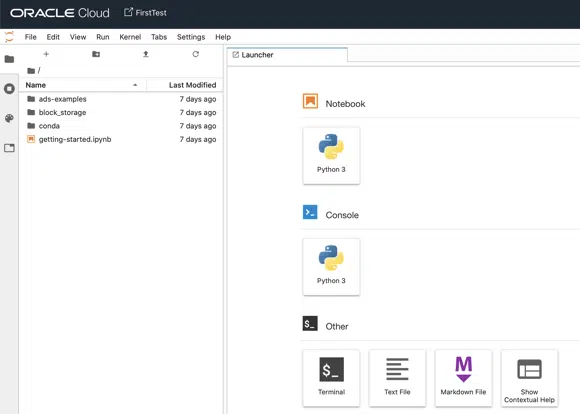 ORACLE Cloud FirstTest
File Edit View Run Kernel Tabs Settings Help
Launcher
/
Name Last Modified
ads-examples 7 days ago
block_storage 7 days ago
conda 7 days ago
getting-started.ipynb 7 days ago
Notebook
Python 3
Console
Python 3
$_ Other
$_
M
Terminal Text File Markdown File Show
Contextual Help